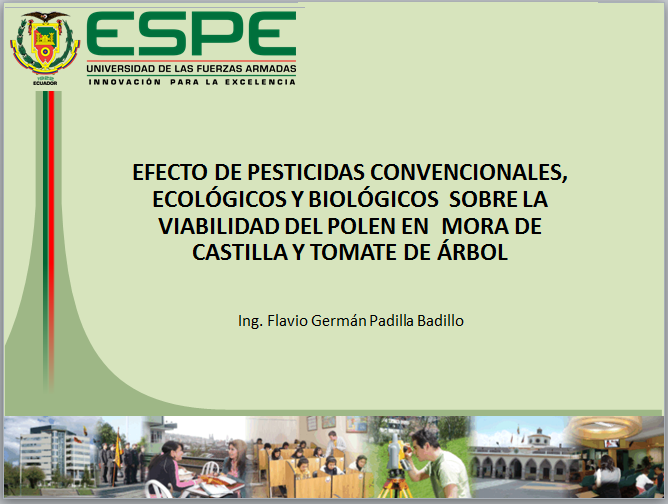 ESPE
UNIVERSIDAD DE LAS FUERZAS ARMADAS
INNOVACIÓN PARA LA EXCELENCIA
ECUADOR
EFECTO DE PESTICIDAS CONVENCIONALES,
ECOLÓGICOS Y BIOLÓGICOS SOBRE LA
VIABILIDAD DEL POLEN EN MORA DE
CASTILLA Y TOMATE DE ÁRBOL
Ing. Flavio Germán Padilla Badillo